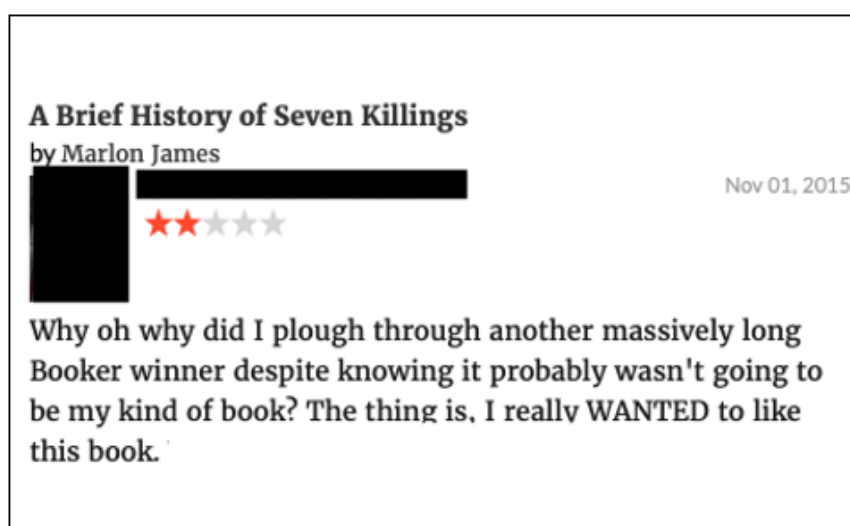 A Brief History of Seven Killings
by Marlon James
Nov 01, 2015
Why oh why did I plough through another massively long
Booker winner despite knowing it probably wasn't going to
be my kind of book? The thing is, I really WANTED to like
this book.